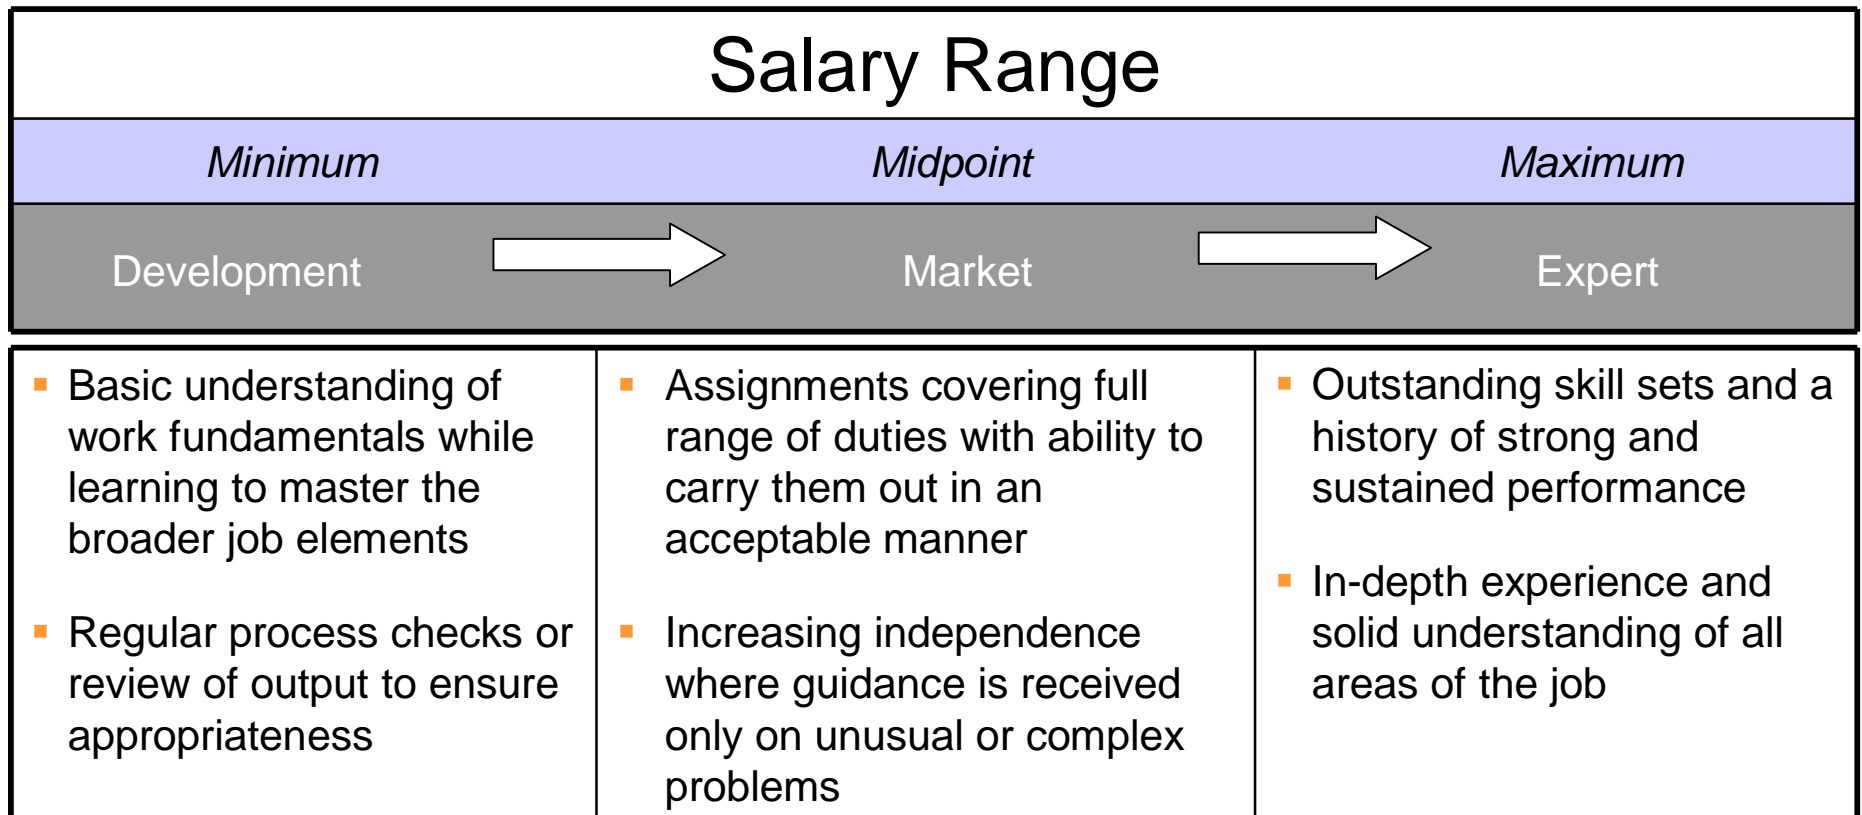 Salary Range
Minimum Midpoint Maximum
Development Market Expert
▪ Basic understanding of
work fundamentals while
learning to master the
broader job elements
▪ Regular process checks or
review of output to ensure
appropriateness
▪ Assignments covering full
range of duties with ability to
carry them out in an
acceptable manner
▪ Increasing independence
where guidance is received
only on unusual or complex
problems
▪ Outstanding skill sets and a
history of strong and
sustained performance
▪ In-depth experience and
solid understanding of all
areas of the job